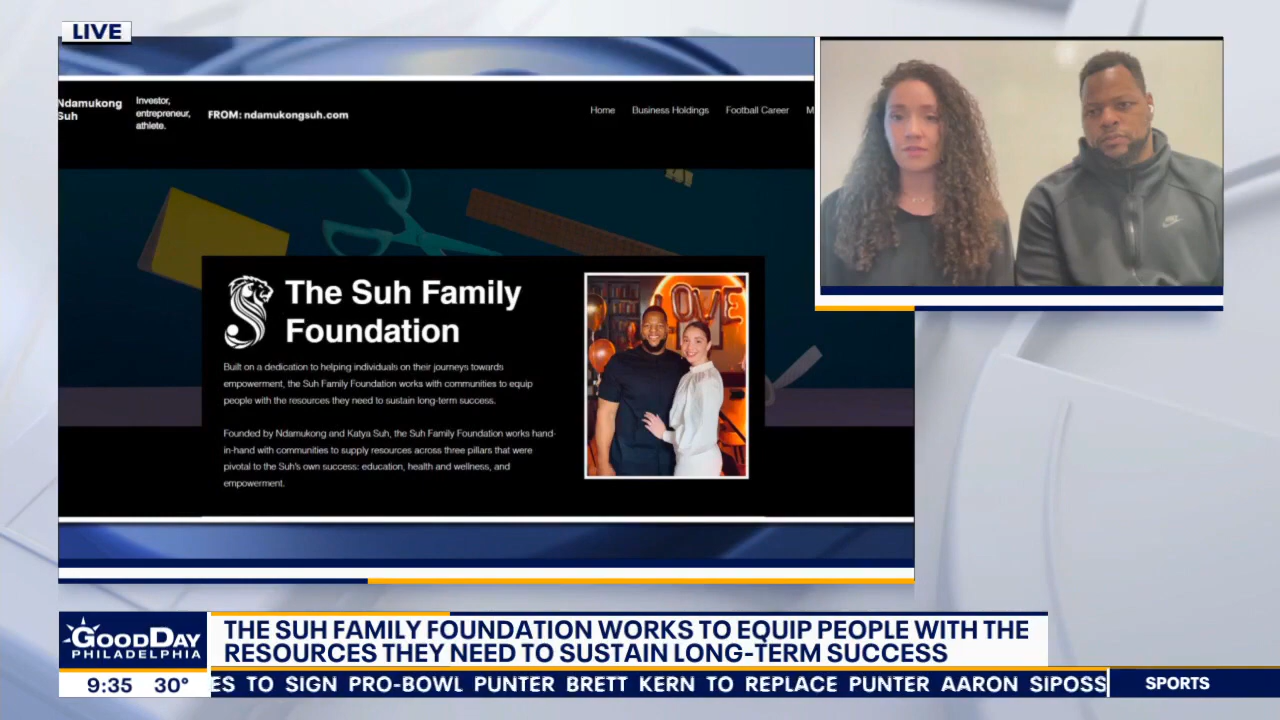 LIVE
Ndamukong
Suh
Investor,
entrepreneur,
athlete.
FROM: ndamukongsuh.com
Home Business Holdings Football Career M
The Suh Family
Foundation
LOVE
Built on a dedication to helping individuals on their journeys towards
empowerment, the Suh Family Foundation works with communities to equip
people with the resources they need to sustain long-term success.
Founded by Ndamukong and Katya Suh, the Suh Family Foundation works hand-
in-hand with communities to supply resources across three pillars that were
pivotal to the Suh's own success: education, health and wellness, and
empowerment.
GOODDAY
PHILADELPHIA
THE SUH FAMILY FOUNDATION WORKS TO EQUIP PEOPLE WITH THE
RESOURCES THEY NEED TO SUSTAIN LONG-TERM SUCCESS
9:35 30°
ES TO SIGN PRO-BOWL PUNTER BRETT KERN TO REPLACE PUNTER AARON SIPOSS
SPORTS